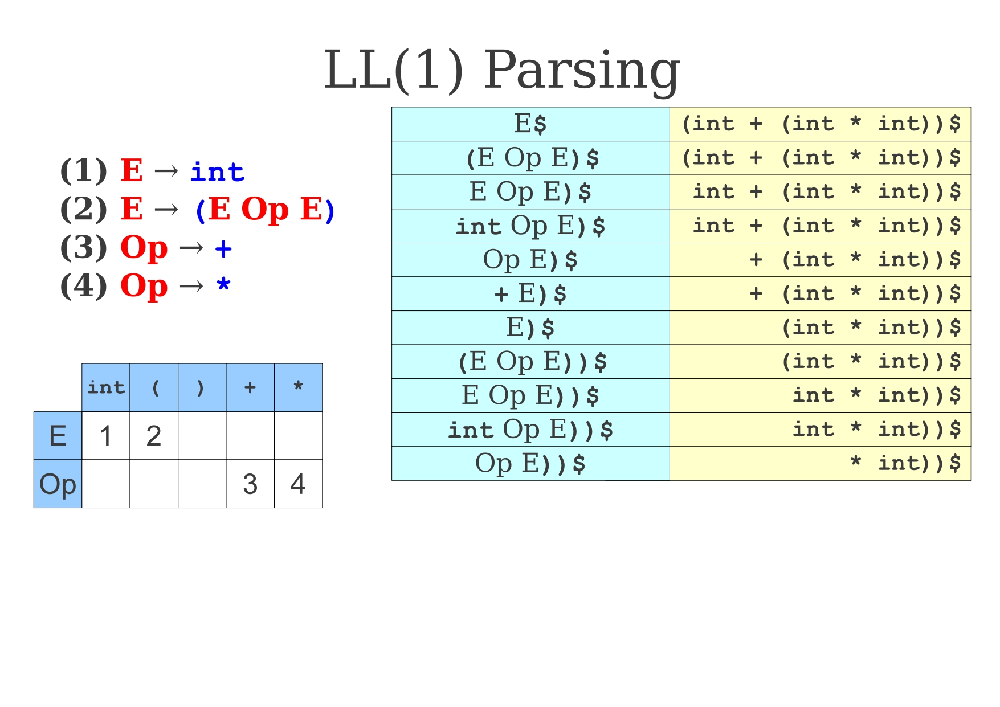 LL(1) Parsing
(1) E → int
(2) E → (E Op E)
(3) Op → +
(4) Op → *
int ( ) + *
E 1 2
Op 3 4
E$ (int + (int * int))$
(E Op E)$ (int + (int * int))$
E Op E)$ int + (int * int))$
int Op E)$ int + (int * int))$
Op E)$ + (int * int))$
+ E)$ + (int * int))$
E)$ (int * int))$
(E Op E))$ (int * int))$
E Op E))$ int * int))$
int Op E))$ int * int))$
Op E))$ * int))$